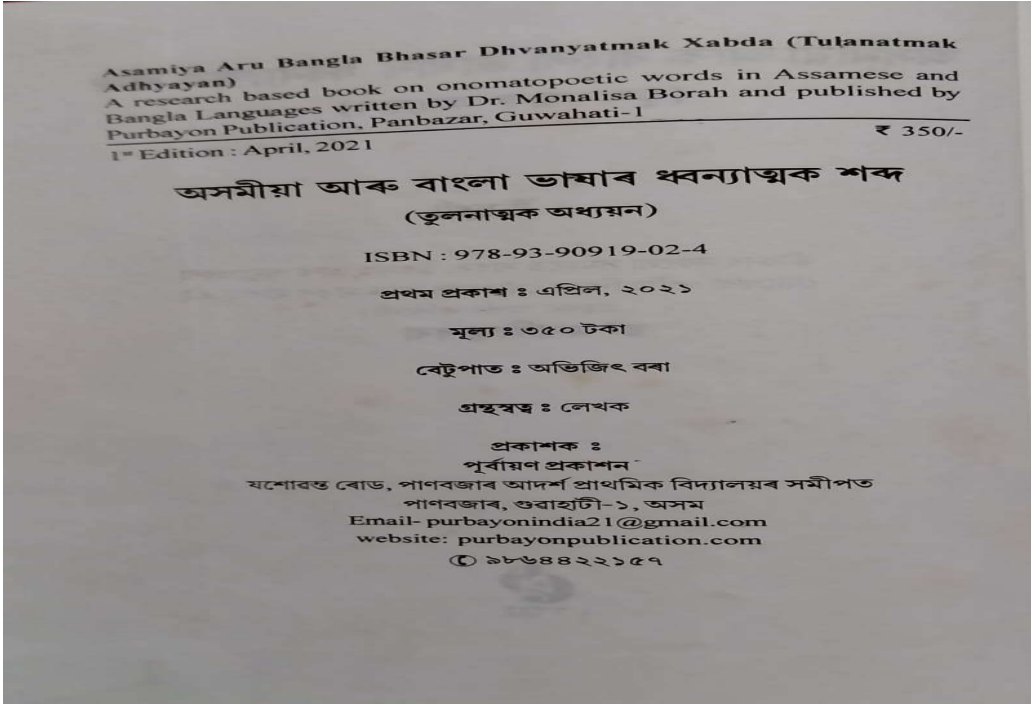 Asamiya Aru Bangla Bhasar Dhvanyatmak Xabda (Tulanatmak
Adhyayan)
A research based book on onomatopoetic words in Assamese and
Bangla Languages written by Dr. Monalisa Borah and published by
Purbayon Publication, Panbazar, Guwahati-1
1st Edition : April, 2021
₹ 350/-
অসমীয়া আৰু বাংলা ভাষাৰ ধ্বন্যাত্মক শব্দ
(তুলনাত্মক অধ্যয়ন)
ISBN : 978-93-90919-02-4
প্ৰথম প্ৰকাশ ঃ এপ্ৰিল, ২০২১
মূল্য ঃ ৩৫০ টকা
বেটুপাত ঃ অভিজিৎ বৰা
গ্ৰন্থস্বত্ব ঃ লেখক
প্ৰকাশক ঃ
পূৰ্বায়ণ প্ৰকাশন
যশোৱন্ত ৰোড, পাণবজাৰ আদৰ্শ প্ৰাথমিক বিদ্যালয়ৰ সমীপত
পাণবজাৰ, গুৱাহাটী-১, অসম
Email- purbayonindia21@gmail.com
website: purbayonpublication.com
✆ ৯৮৬৪৪২২১৫৭